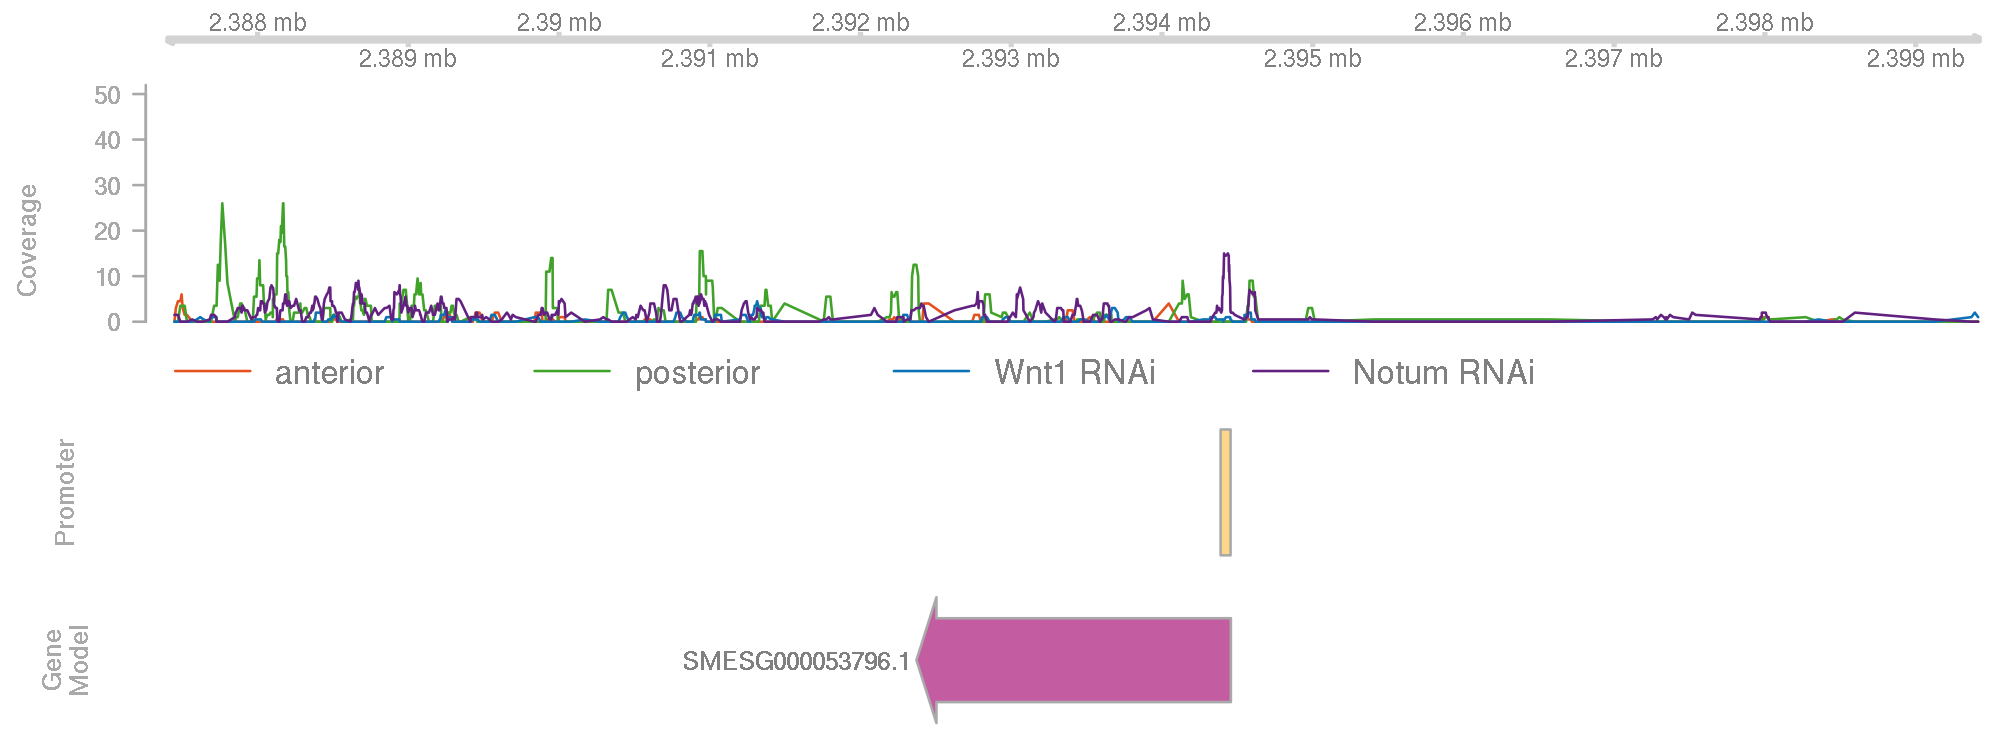 2.388 mb 2.39 mb 2.392 mb 2.394 mb 2.396 mb 2.398 mb
2.389 mb 2.391 mb 2.393 mb 2.395 mb 2.397 mb 2.399 mb
50
40
30
20
10
0
Coverage
anterior posterior Wnt1 RNAi Notum RNAi
Promoter
Gene
Model
SMESG000053796.1